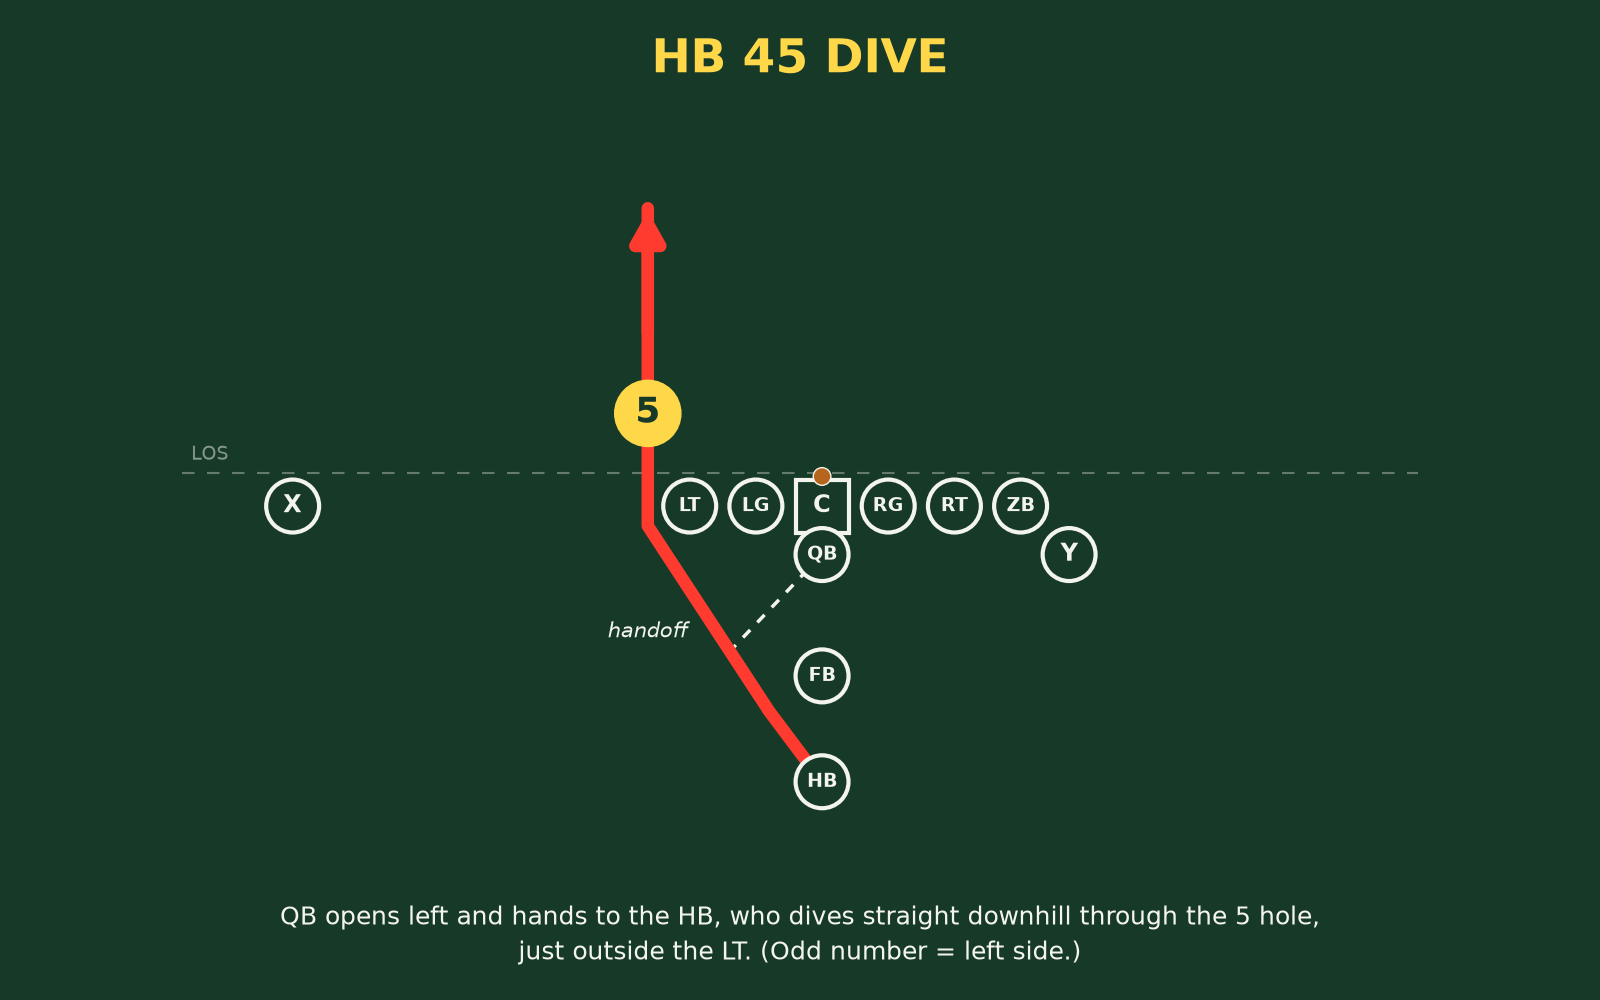 HB 45 DIVE
5
LOS
X
LT
LG
C
RG
RT
ZB
QB
Y
handoff
FB
HB
QB opens left and hands to the HB, who dives straight downhill through the 5 hole,
just outside the LT. (Odd number = left side.)